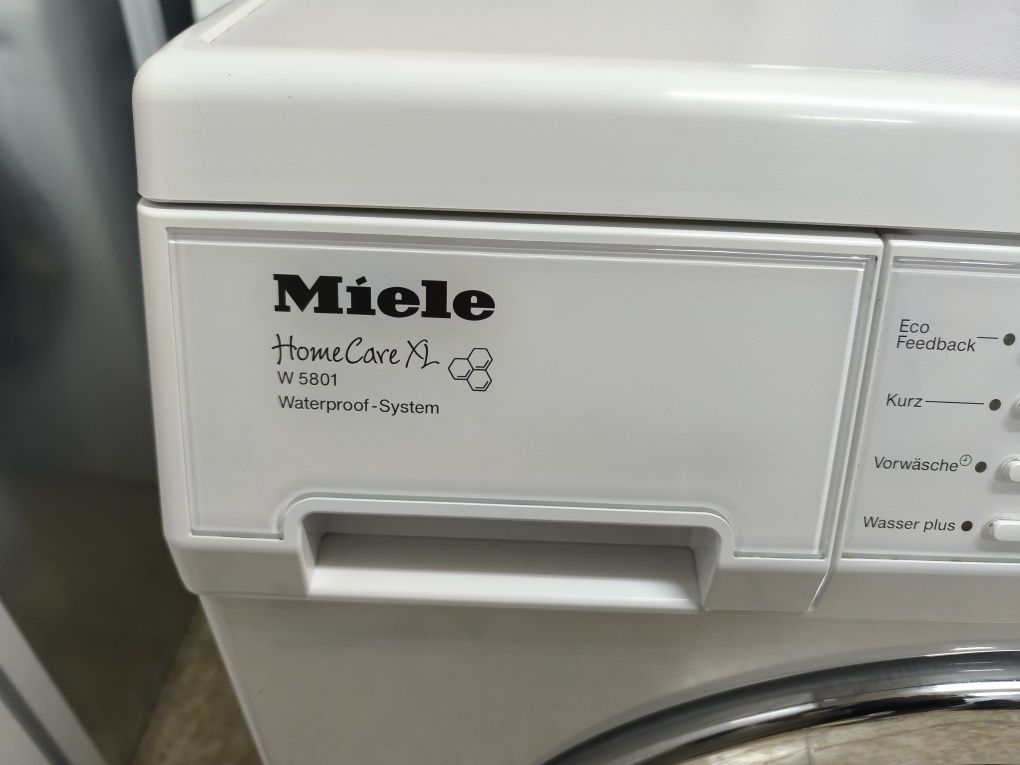 Miele
HomeCare XL
W 5801
Waterproof-System
Eco
Feedback
Kurz
Vorwäsche
Wasser plus